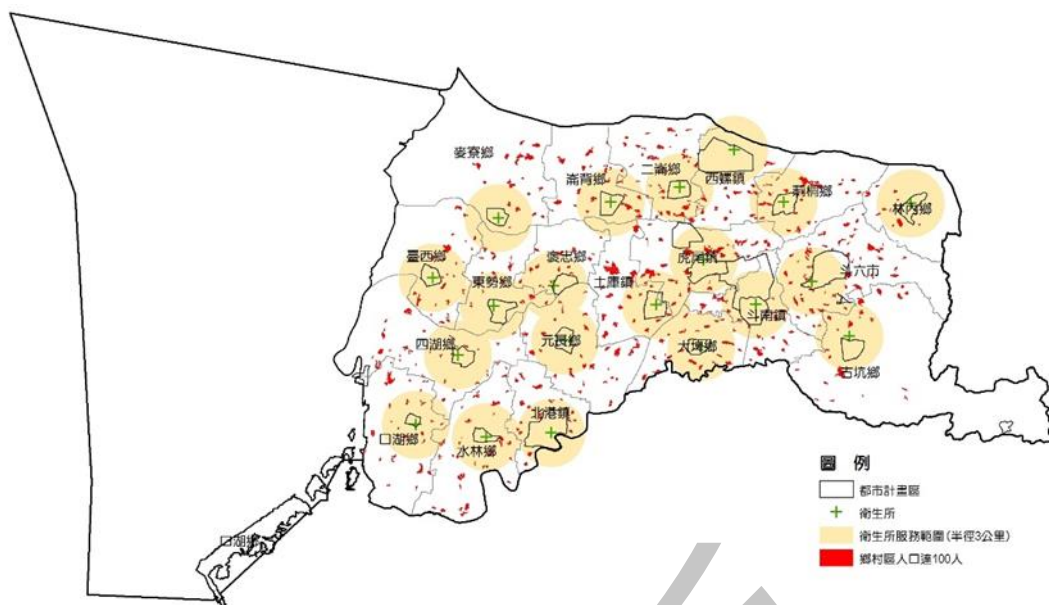 麥寮鄉
崙背鄉
二崙鄉
西螺鎮
莿桐鄉
林內鄉
臺西鄉
東勢鄉
褒忠鄉
土庫鎮
虎尾鎮
斗南鎮
斗六市
四湖鄉
元長鄉
大埤鄉
古坑鄉
口湖鄉
水林鄉
北港鎮
口湖鄉
圖 例
都市計畫區
衛生所
衛生所服務範圍(半徑3公里)
鄉村區人口達100人